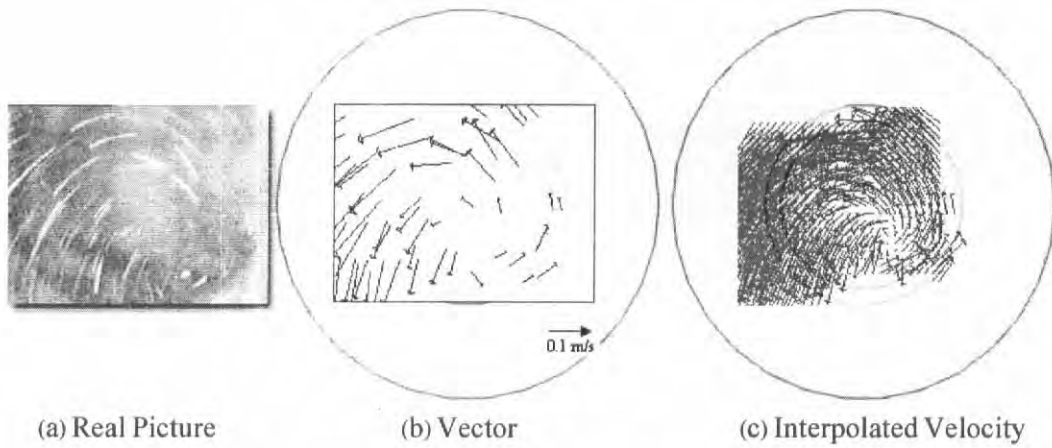 0.1 m/s
(a) Real Picture
(b) Vector
(c) Interpolated Velocity